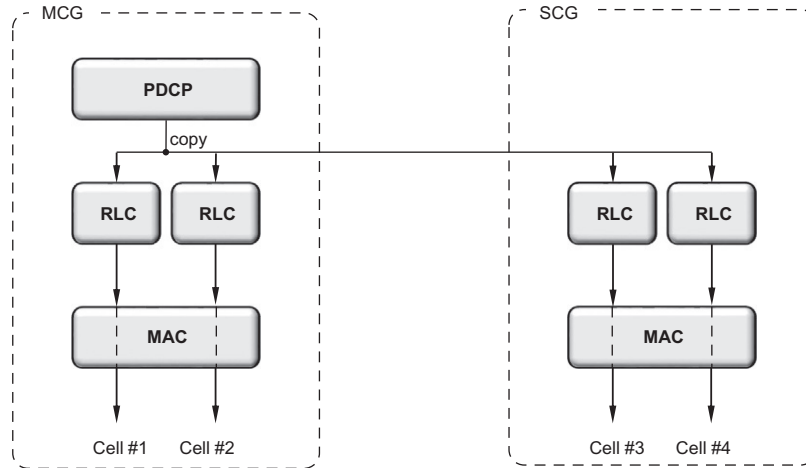 MCG
SCG
PDCP
copy
RLC
RLC
RLC
RLC
MAC
MAC
Cell #1
Cell #2
Cell #3
Cell #4